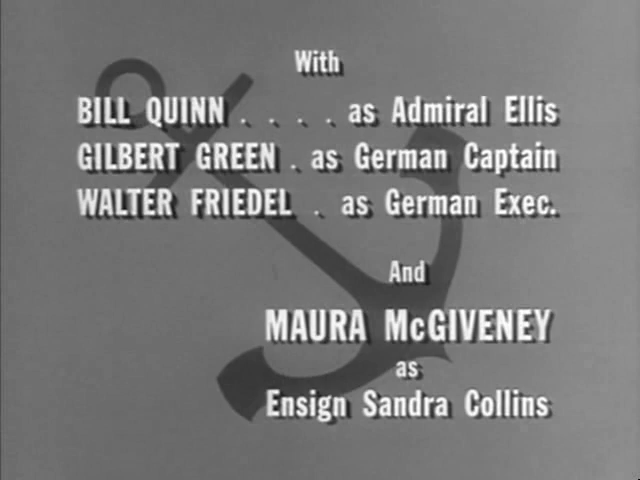 With
BILL QUINN . . . . as Admiral Ellis
GILBERT GREEN . as German Captain
WALTER FRIEDEL . as German Exec.
And
MAURA McGIVENEY
as
Ensign Sandra Collins